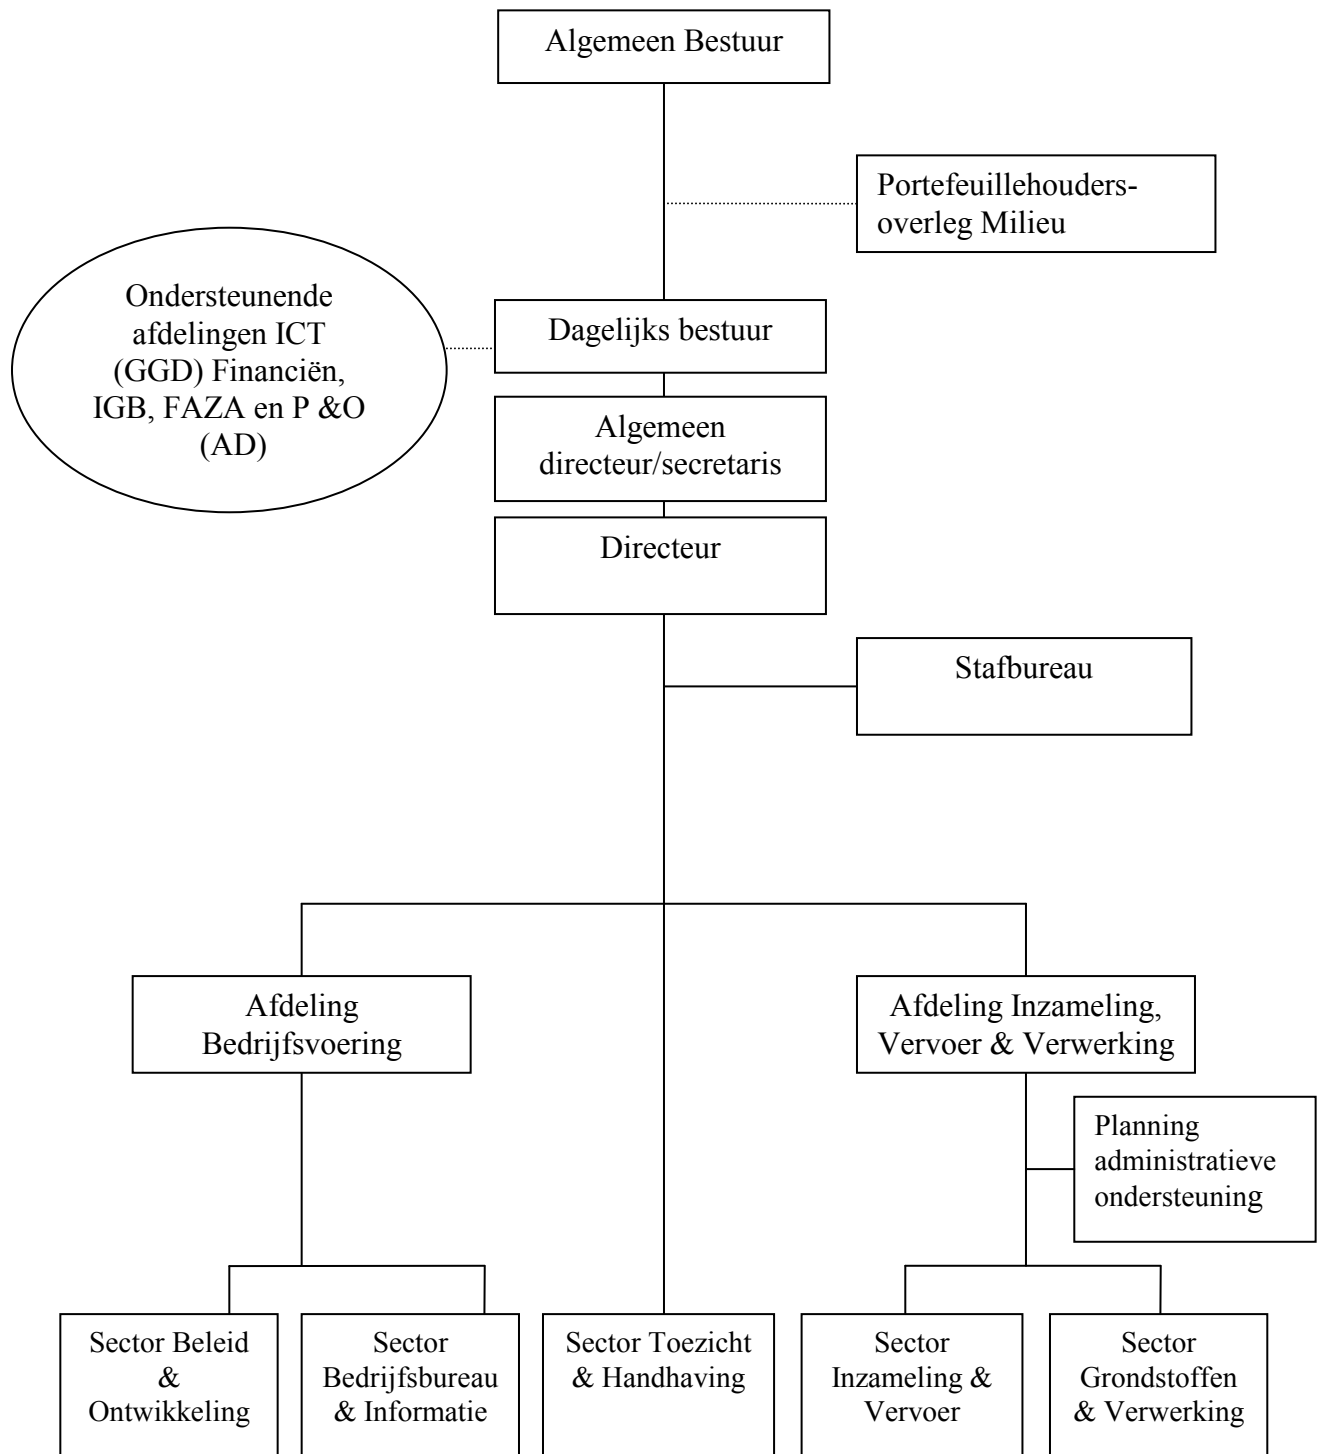 Algemeen Bestuur
Portefeuillehouders-
overleg Milieu
Ondersteunende
afdelingen ICT
(GGD) Financiën,
IGB, FAZA en P &O
(AD)
Dagelijks bestuur
Algemeen
directeur/secretaris
Directeur
Stafbureau
Afdeling
Bedrijfsvoering
Afdeling Inzameling,
Vervoer & Verwerking
Planning
administratieve
ondersteuning
Sector Beleid
&
Ontwikkeling
Sector
Bedrijfsbureau
& Informatie
Sector Toezicht
& Handhaving
Sector
Inzameling &
Vervoer
Sector
Grondstoffen
& Verwerking